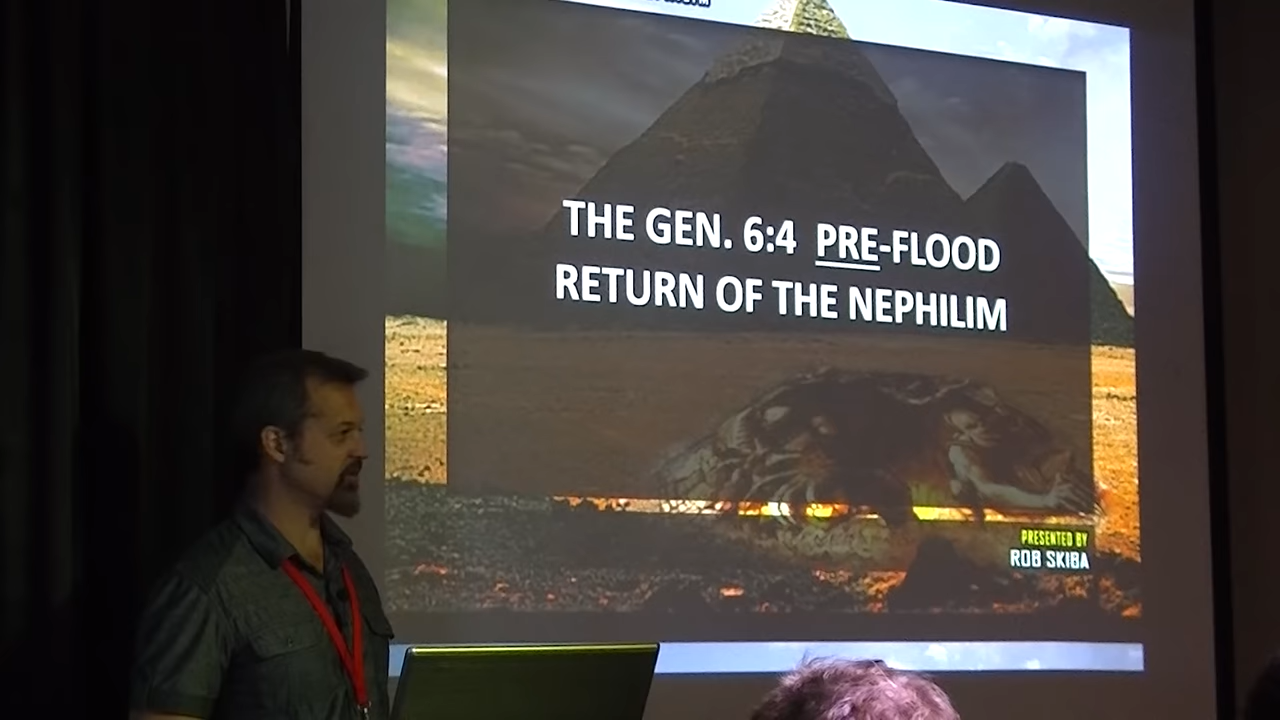 THE GEN. 6:4 PRE-FLOOD
RETURN OF THE NEPHILIM
PRESENTED BY
ROB SKIBA